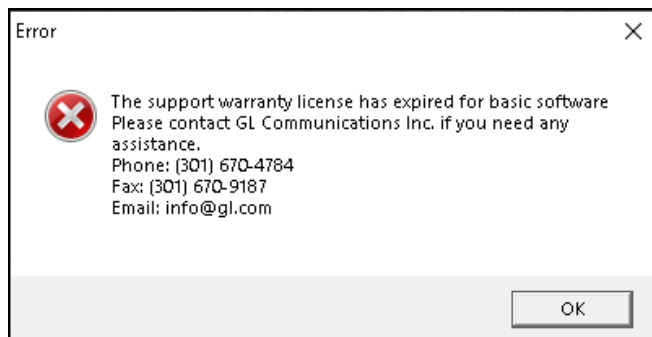 Error
The support warranty license has expired for basic software
Please contact GL Communications Inc. if you need any
assistance.
Phone: (301) 670-4784
Fax: (301) 670-9187
Email: info@gl.com
OK